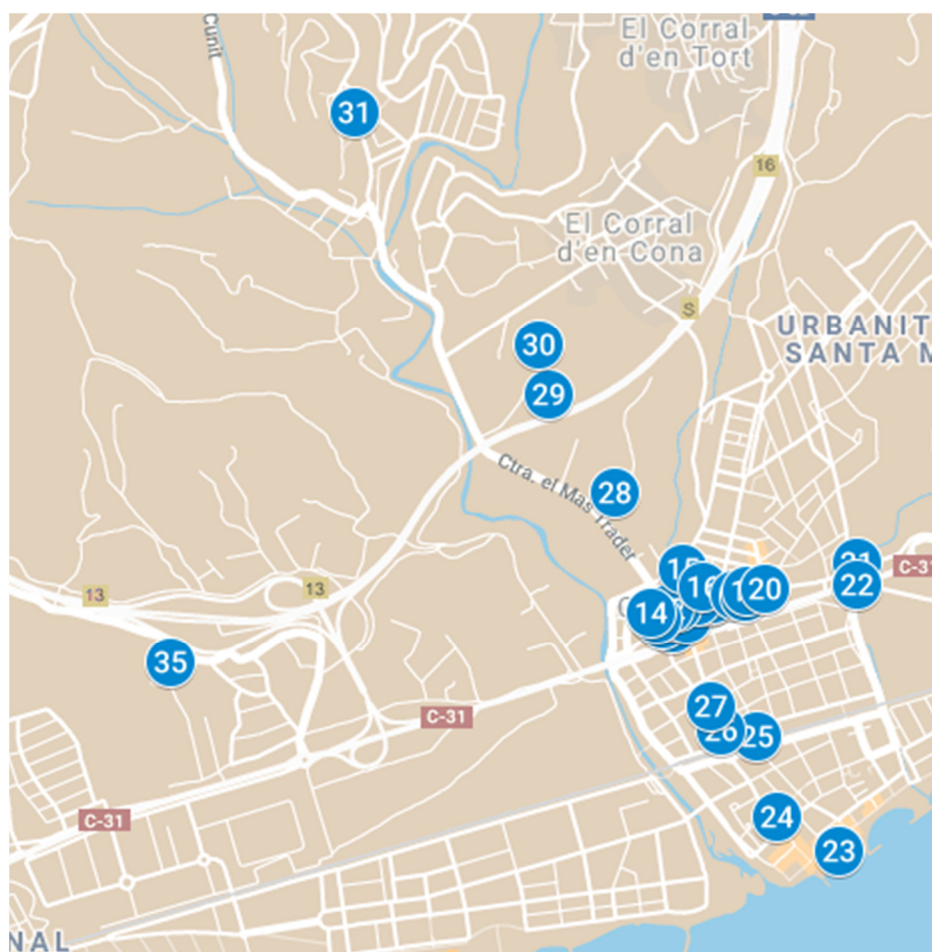 Cunit
El Corral
d'en Tort
31
16
El Corral
d'en Cona
S
URBANIT
SANTA M
30
29
Ctra. el Mas Trader
28
15
21
C-31
16
22
13
13
20
14
35
27
C-31
26
25
C-31
24
23
NAL